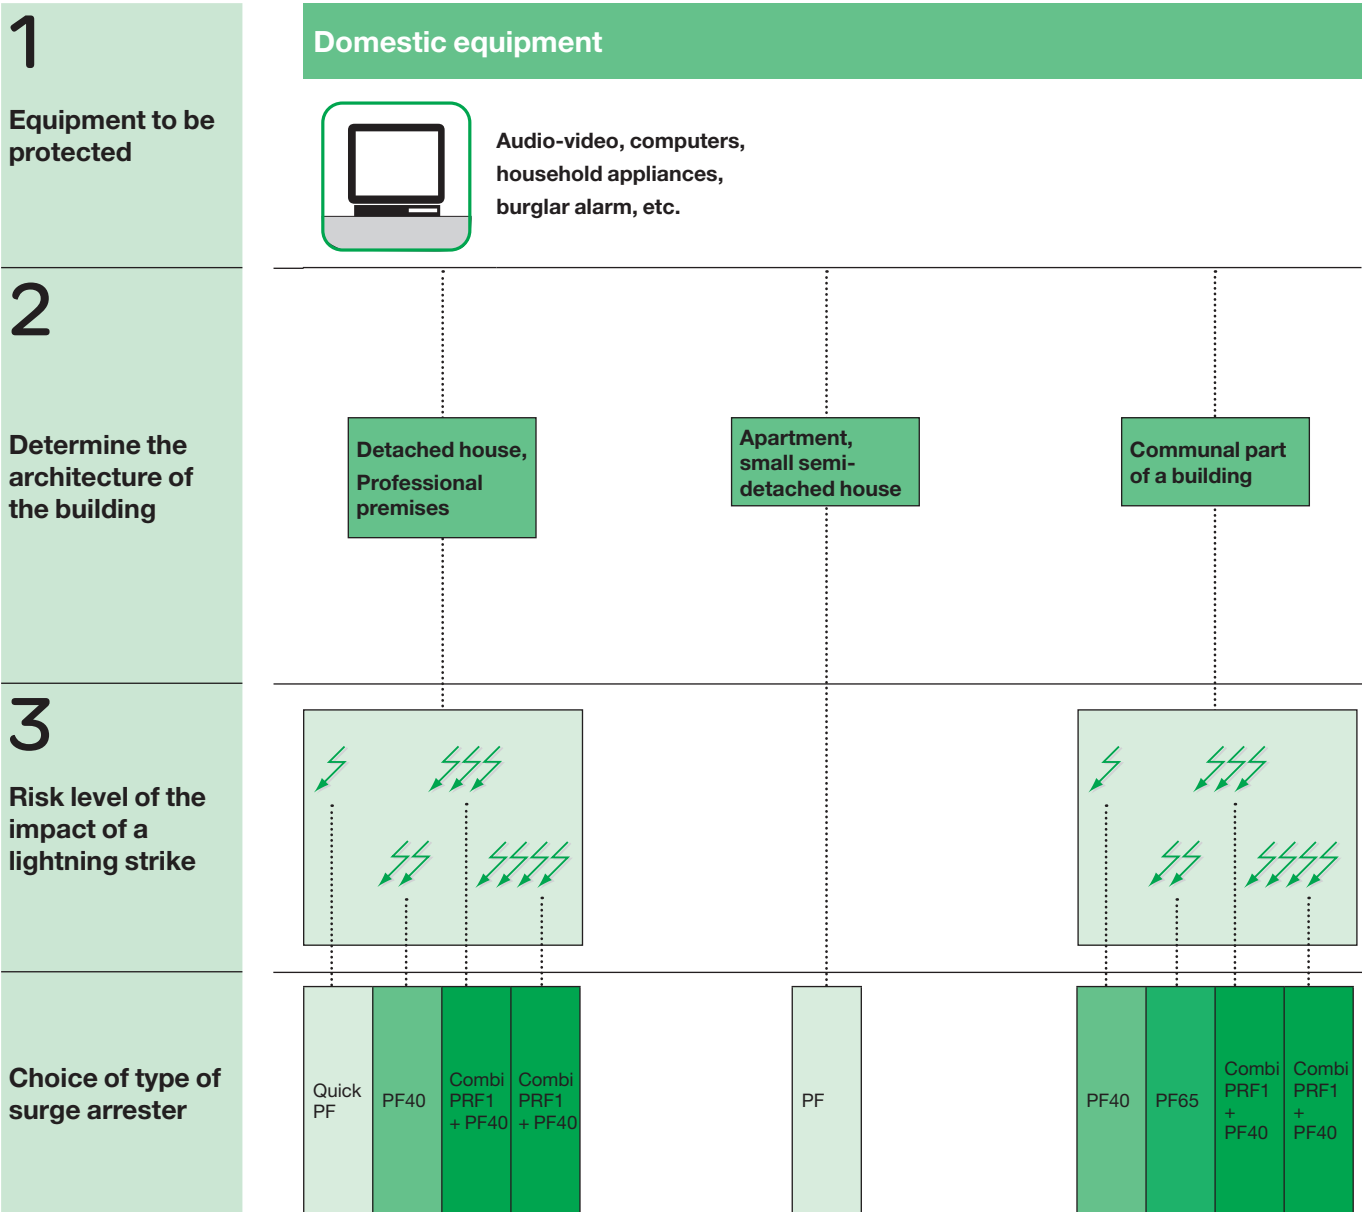 1
Equipment to be
protected
Domestic equipment
Audio-video, computers,
household appliances,
burglar alarm, etc.
2
Determine the
architecture of
the building
Detached house,
Professional
premises
Apartment,
small semi-
detached house
Communal part
of a building
3
Risk level of the
impact of a
lightning strike
Choice of type of
surge arrester
Quick
PF
PF40
Combi
PRF1
+ PF40
Combi
PRF1
+ PF40
PF
PF40
PF65
Combi
PRF1
+
PF40
Combi
PRF1
+
PF40